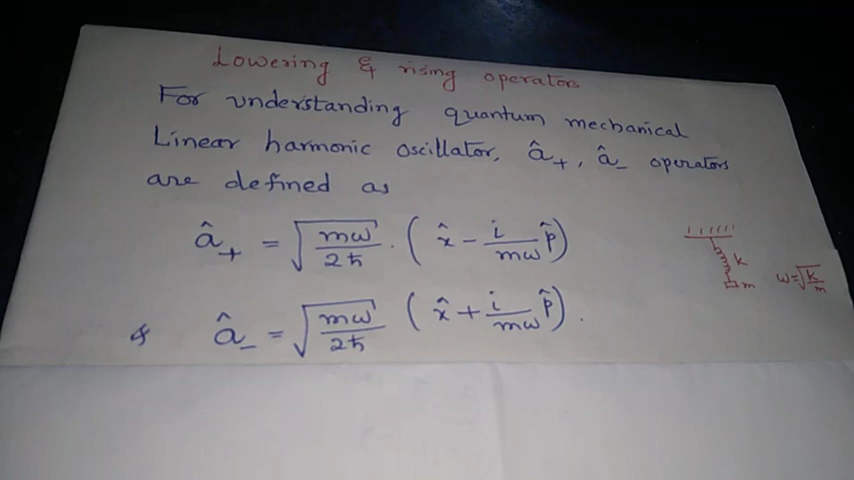 Lowering & rising operators
For understanding quantum mechanical
Linear harmonic oscillator, â₊, â₋ operators
are defined as
â₊ = √(mω/2ħ) · (x̂ − i/mω p̂)
& â₋ = √(mω/2ħ) (x̂ + i/mω p̂).
k
m
ω = √(k/m)